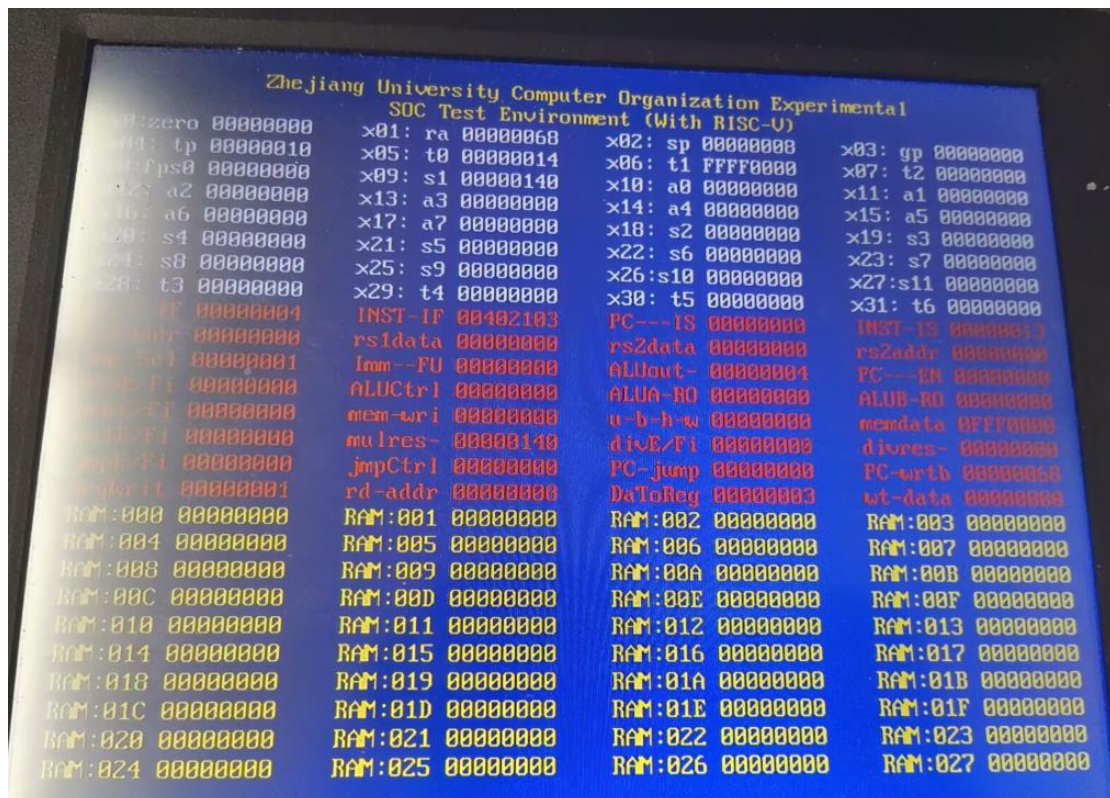 Zhejiang University Computer Organization Experimental
SOC Test Environment (With RISC-V)
zero 00000000 x01: ra 00000068 x02: sp 00000008 x03: gp 00000000
tp 00000010 x05: t0 00000014 x06: t1 FFFF0000 x07: t2 00000000
fps0 00000000 x09: s1 00000140 x10: a0 00000000 x11: a1 00000000
a2 00000000 x13: a3 00000000 x14: a4 00000000 x15: a5 00000000
a6 00000000 x17: a7 00000000 x18: s2 00000000 x19: s3 00000000
s4 00000000 x21: s5 00000000 x22: s6 00000000 x23: s7 00000000
s8 00000000 x25: s9 00000000 x26:s10 00000000 x27:s11 00000000
x28: t3 00000000 x29: t4 00000000 x30: t5 00000000 x31: t6 00000000
00000004 INST-IF 00402103 PC---IS 00000000 INST-IS 00000013
00000000 rs1data 00000000 rs2data 00000000 rs2addr 00000000
00000001 Imm--FU 00000000 ALUout- 00000004 PC---EN 00000000
00000000 ALUCtrl 00000000 ALUA-RO 00000000 ALUB-RO 00000000
00000000 mem-wri 00000000 u-b-h-w 00000000 memdata 0FFF0000
00000000 mulres- 00000140 divE/Fi 00000000 divres- 00000000
00000000 jmpCtrl 00000000 PC-jump 00000000 PC-wrtb 00000068
00000001 rd-addr 00000008 DaToReg 00000003 wt-data 00000000
RAM:000 00000000 RAM:001 00000000 RAM:002 00000000 RAM:003 00000000
RAM:004 00000000 RAM:005 00000000 RAM:006 00000000 RAM:007 00000000
RAM:008 00000000 RAM:009 00000000 RAM:00A 00000000 RAM:00B 00000000
RAM:00C 00000000 RAM:00D 00000000 RAM:00E 00000000 RAM:00F 00000000
RAM:010 00000000 RAM:011 00000000 RAM:012 00000000 RAM:013 00000000
RAM:014 00000000 RAM:015 00000000 RAM:016 00000000 RAM:017 00000000
RAM:018 00000000 RAM:019 00000000 RAM:01A 00000000 RAM:01B 00000000
RAM:01C 00000000 RAM:01D 00000000 RAM:01E 00000000 RAM:01F 00000000
RAM:020 00000000 RAM:021 00000000 RAM:022 00000000 RAM:023 00000000
RAM:024 00000000 RAM:025 00000000 RAM:026 00000000 RAM:027 00000000